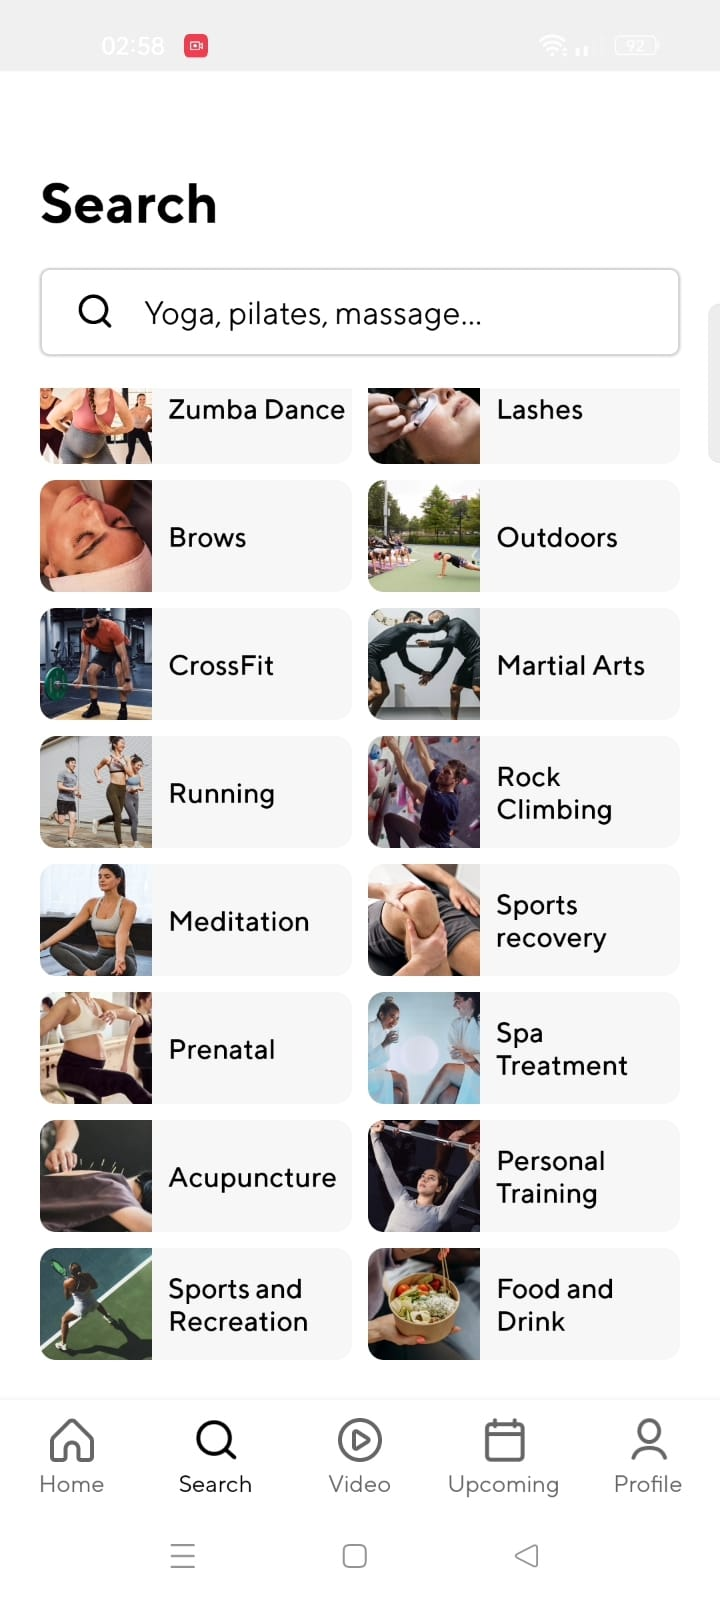 02:58
92
Search
Yoga, pilates, massage...
Zumba Dance
Lashes
Brows
Outdoors
CrossFit
Martial Arts
Running
Rock
Climbing
Meditation
Sports
recovery
Prenatal
Spa
Treatment
Acupuncture
Personal
Training
Sports and
Recreation
Food and
Drink
Home
Search
Video
Upcoming
Profile